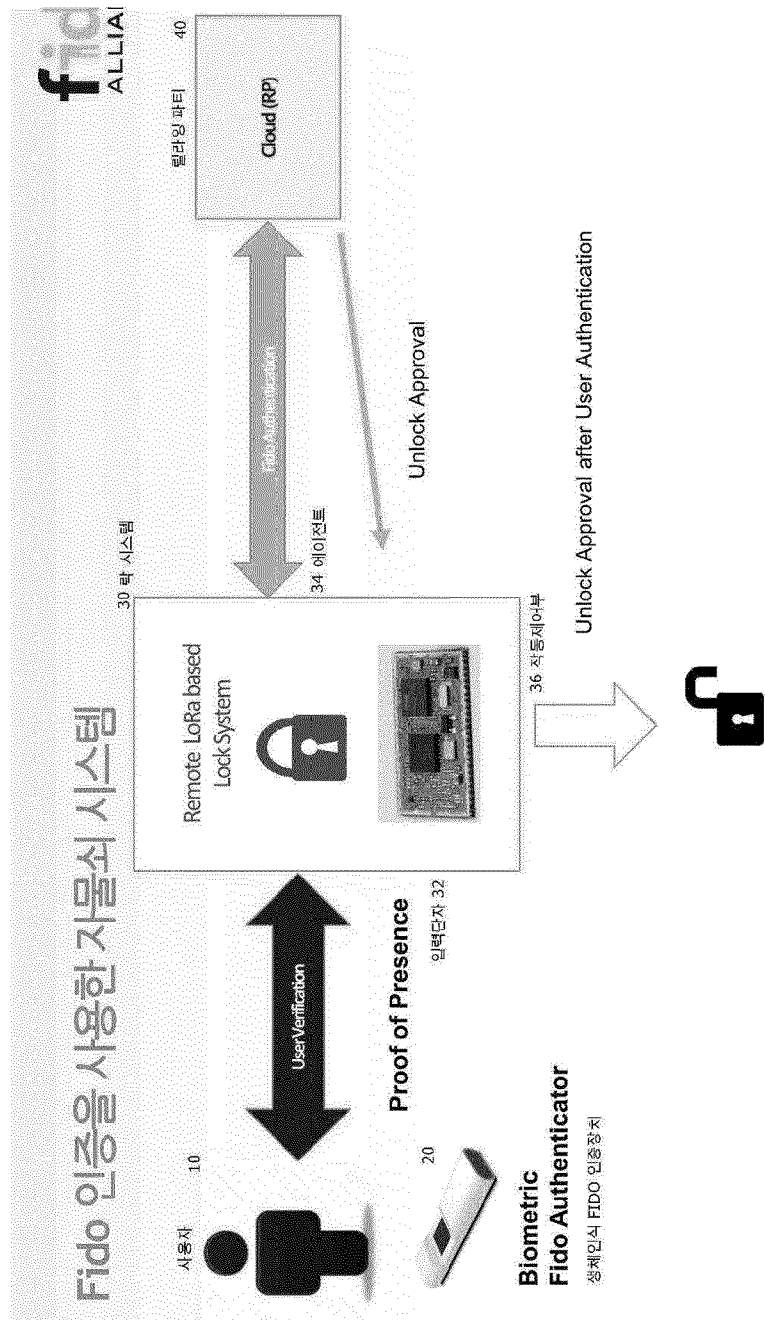 Fido 인증을 사용한 자물쇠 시스템
fid
ALLIA
사용자
10
User Verification
Proof of Presence
20
Biometric
Fido Authenticator
생체인식 FIDO 인증장치
30 락 시스템
Remote LoRa based
Lock System
입력단자 32
34 에이전트
36 작동제어부
Fido Authentication
릴라잉 파티
40
Cloud (RP)
Unlock Approval
Unlock Approval after User Authentication